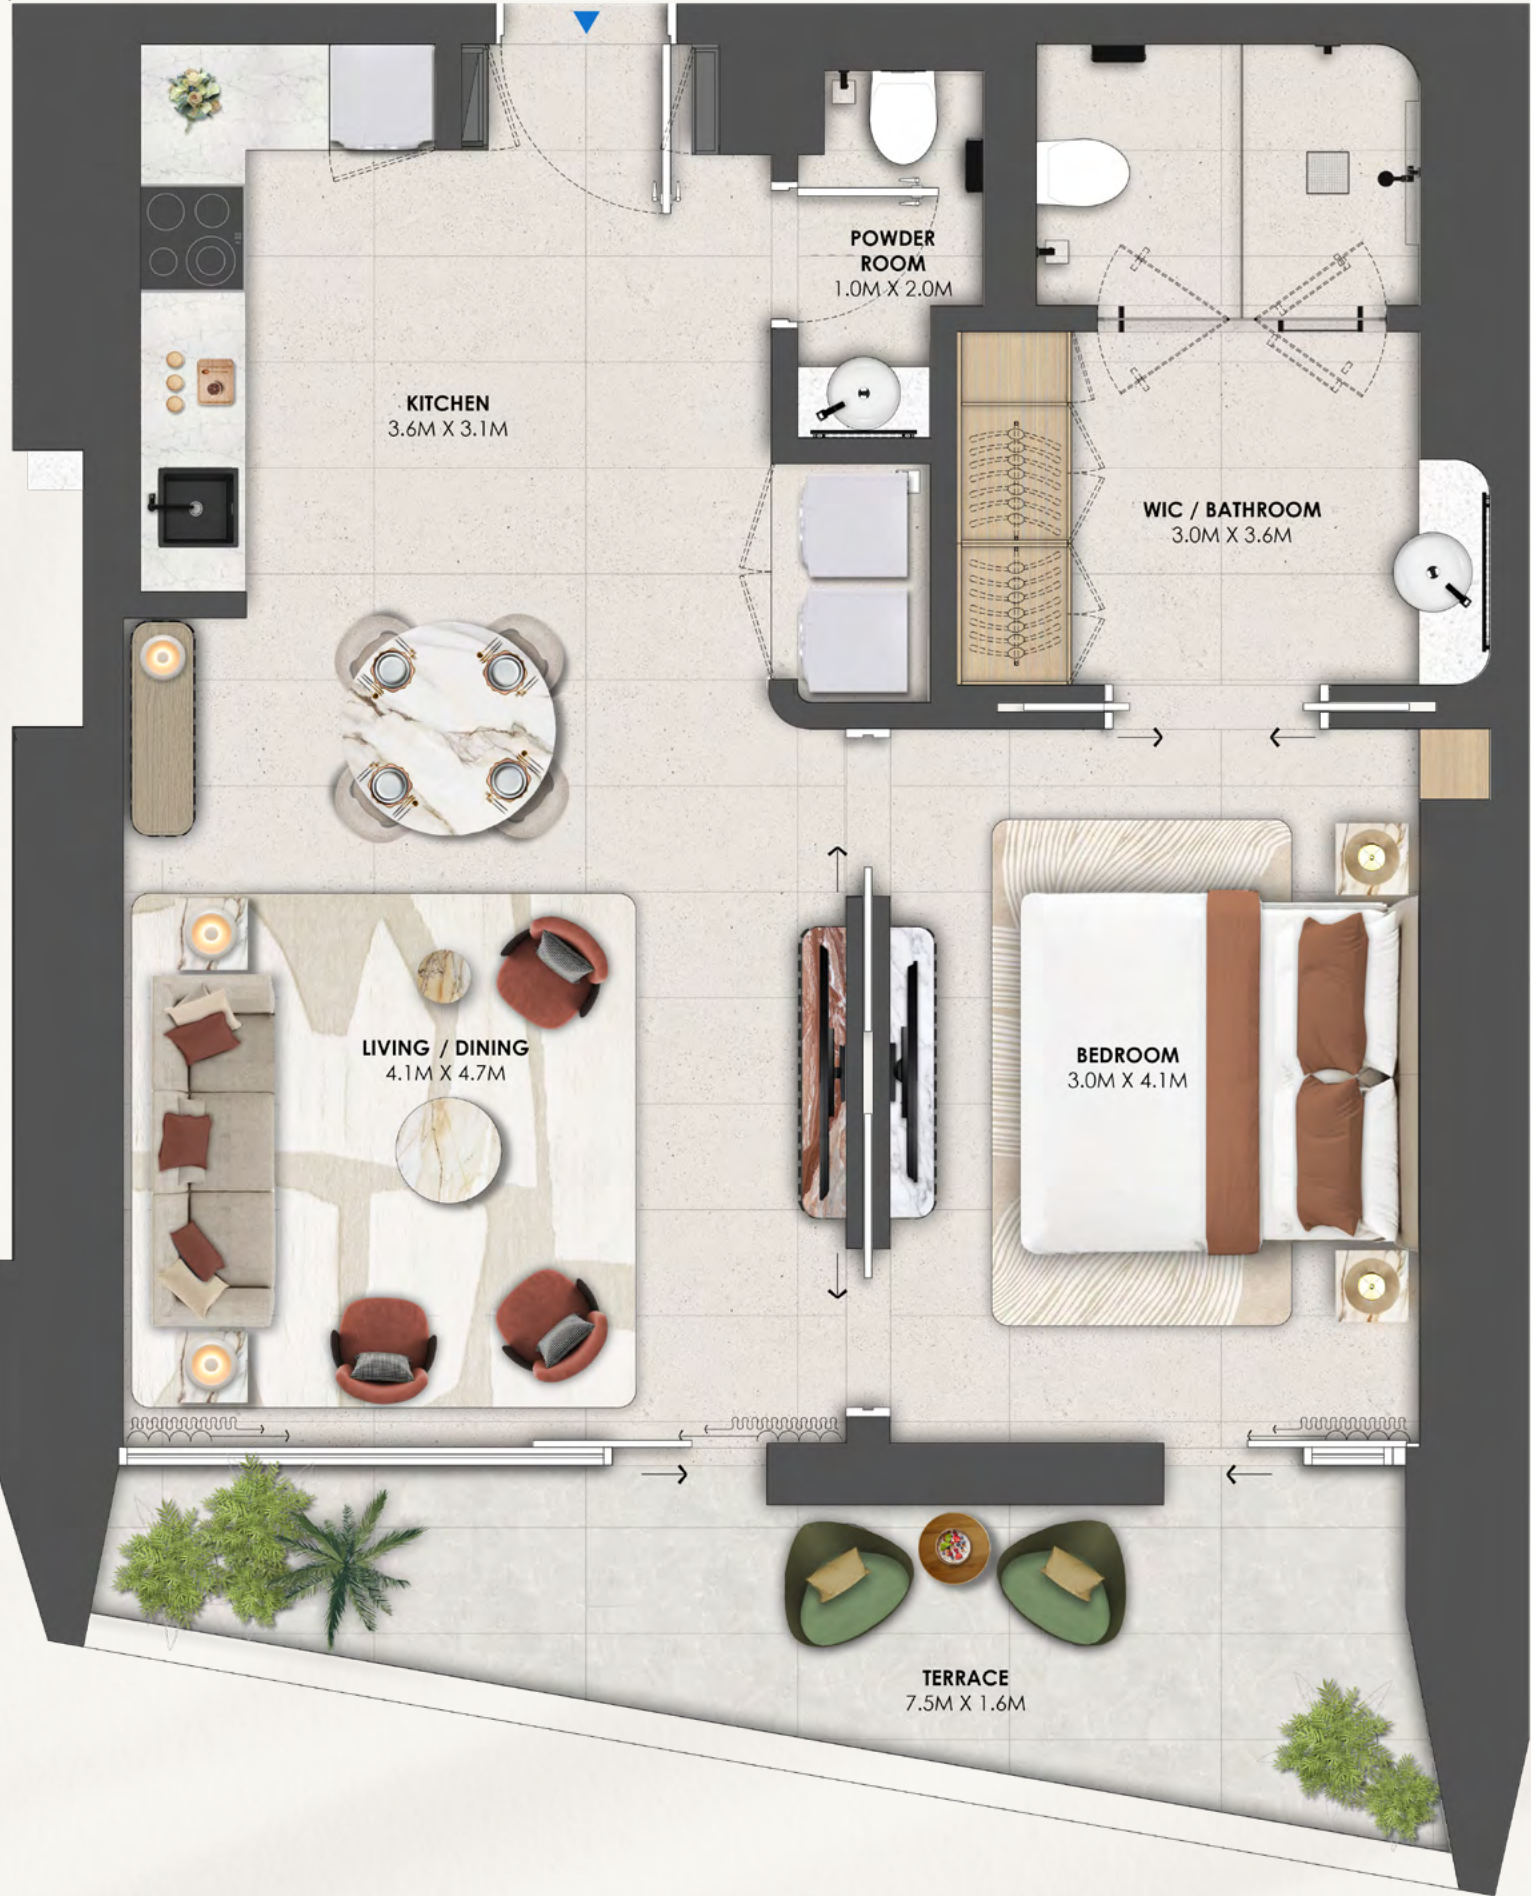 POWDER
ROOM
1.0M X 2.0M
KITCHEN
3.6M X 3.1M
WIC / BATHROOM
3.0M X 3.6M
LIVING / DINING
4.1M X 4.7M
BEDROOM
3.0M X 4.1M
TERRACE
7.5M X 1.6M